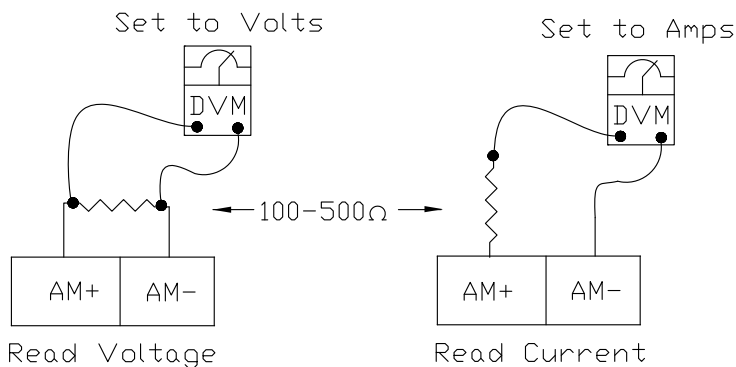 Set to Volts
Set to Amps
DVM
DVM
100-500Ω
AM+
AM-
AM+
AM-
Read Voltage
Read Current